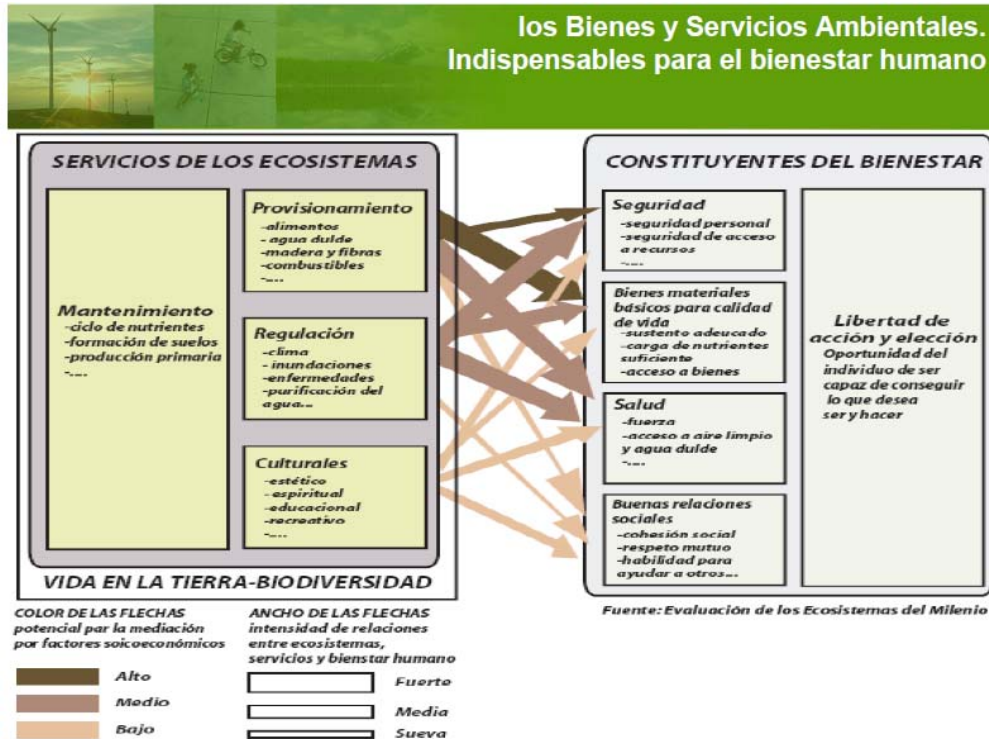 los Bienes y Servicios Ambientales.
Indispensables para el bienestar humano
SERVICIOS DE LOS ECOSISTEMAS
Mantenimiento
-ciclo de nutrientes
-formación de suelos
-producción primaria
-....
Provisionamiento
-alimentos
- agua dulde
-madera y fibras
-combustibles
-....
Regulación
-clima
- inundaciones
-enfermedades
-purificación del
agua...
Culturales
-estético
- espiritual
-educacional
-recreativo
-....
VIDA EN LA TIERRA-BIODIVERSIDAD
CONSTITUYENTES DEL BIENESTAR
Seguridad
-seguridad personal
-seguridad de acceso
a recursos
-....
Bienes materiales
básicos para calidad
de vida
-sustento adeucado
-carga de nutrientes
suficiente
-acceso a bienes
Salud
-fuerza
-acceso a aire limpio
y agua dulde
-....
Buenas relaciones
sociales
-cohesión social
-respeto mutuo
-habilidad para
ayudar a otros...
Libertad de
acción y elección
Oportunidad del
individuo de ser
capaz de conseguir
lo que desea
ser y hacer
Fuente: Evaluación de los Ecosistemas del Milenio
COLOR DE LAS FLECHAS
potencial par la mediación
por factores soicoeconómicos
Alto
Medio
Bajo
ANCHO DE LAS FLECHAS
intensidad de relaciones
entre ecosistemas,
servicios y bienstar humano
Fuerte
Media
Sueva